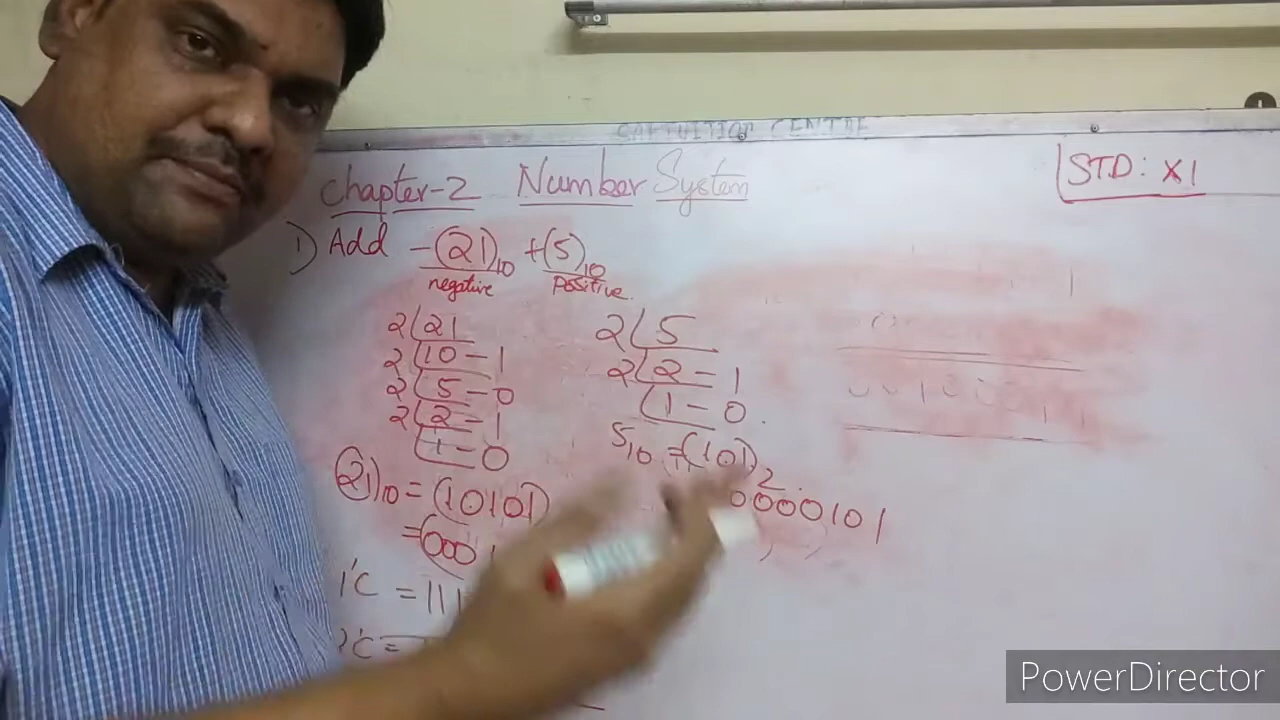 Chapter-2 Number System
STD: XI
1) Add -(21)10 +(5)10
negative positive.
2 21
2 10 - 1
2 5 - 0
2 2 - 1
1 - 0
2 5
2 2 - 1
1 - 0
(21)10 = (10101)
=(000
1'C = 111
510 =(101)2
0000101
PowerDirector